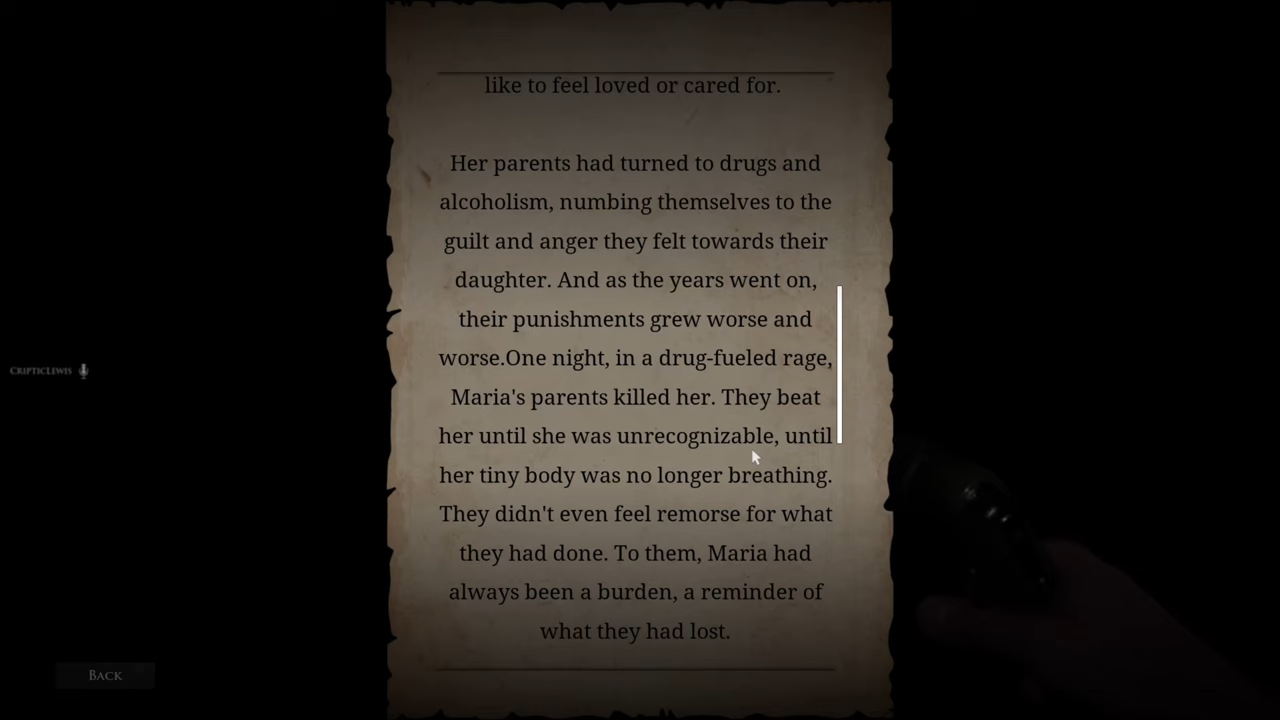 like to feel loved or cared for.
Her parents had turned to drugs and
alcoholism, numbing themselves to the
guilt and anger they felt towards their
daughter. And as the years went on,
their punishments grew worse and
worse.One night, in a drug-fueled rage,
Maria's parents killed her. They beat
her until she was unrecognizable, until
her tiny body was no longer breathing.
They didn't even feel remorse for what
they had done. To them, Maria had
always been a burden, a reminder of
what they had lost.
CripticLewis
Back